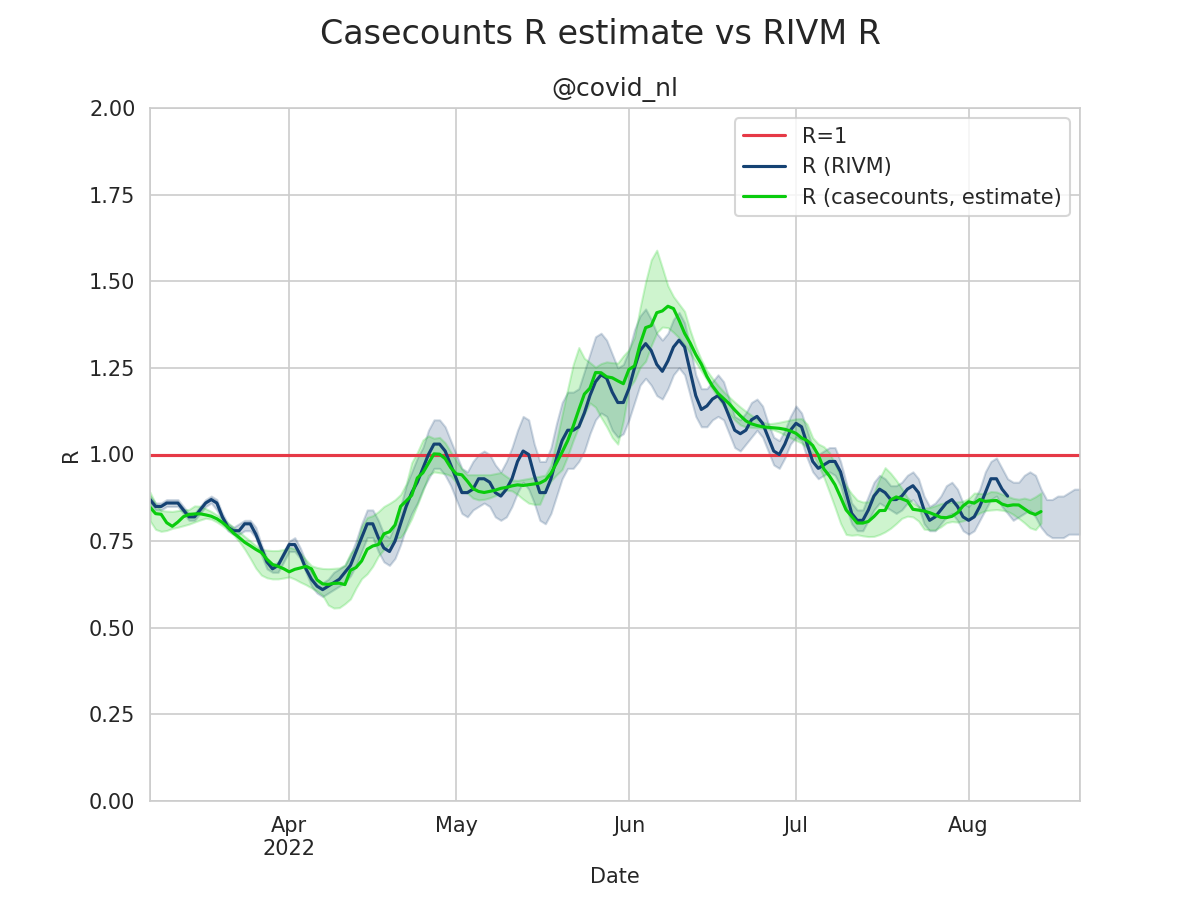 Casecounts R estimate vs RIVM R
@covid_nl
R=1
R (RIVM)
R (casecounts, estimate)
2.00
1.75
1.50
1.25
1.00
0.75
0.50
0.25
0.00
R
Apr
2022
May
Jun
Jul
Aug
Date